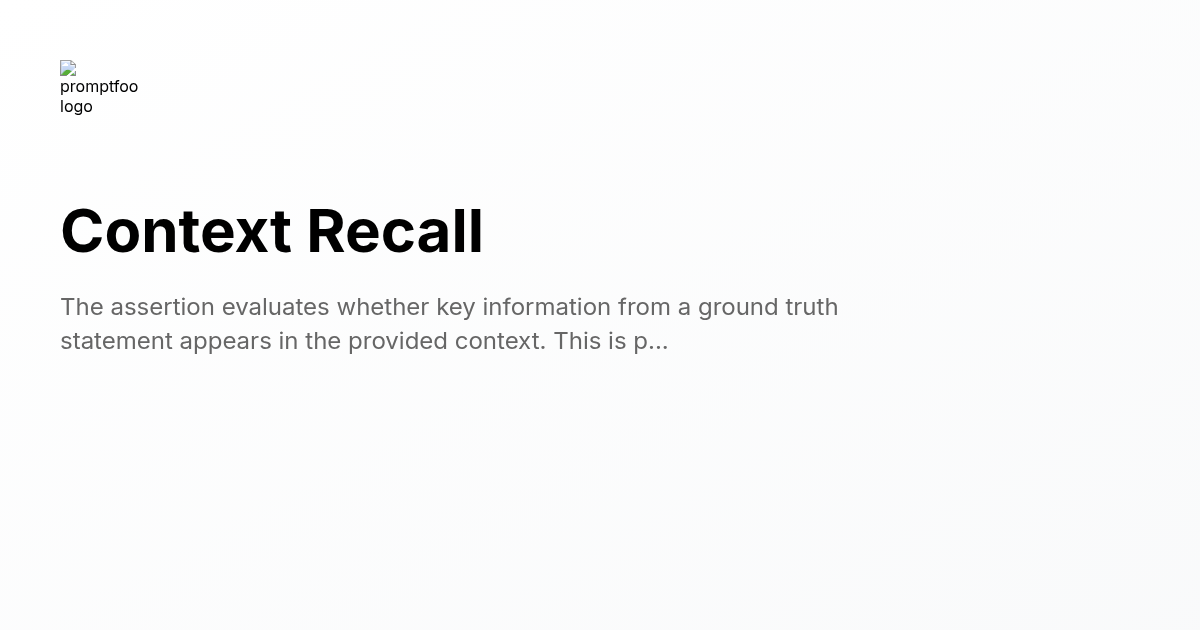 promptfoo
logo
Context Recall
The assertion evaluates whether key information from a ground truth
statement appears in the provided context. This is p...